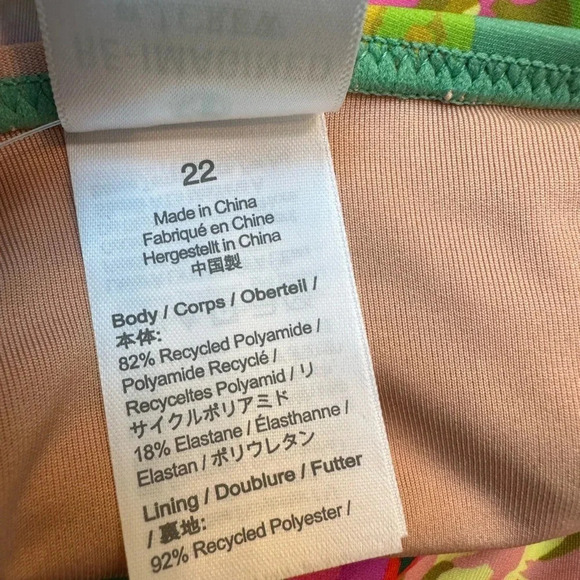 22
Made in China
Fabriqué en Chine
Hergestellt in China
中国製
Body / Corps / Oberteil /
本体:
82% Recycled Polyamide /
Polyamide Recyclé /
Recyceltes Polyamid / リ
サイクルポリアミド
18% Elastane / Élasthanne /
Elastan / ポリウレタン
Lining / Doublure / Futter
/ 裏地:
92% Recycled Polyester /